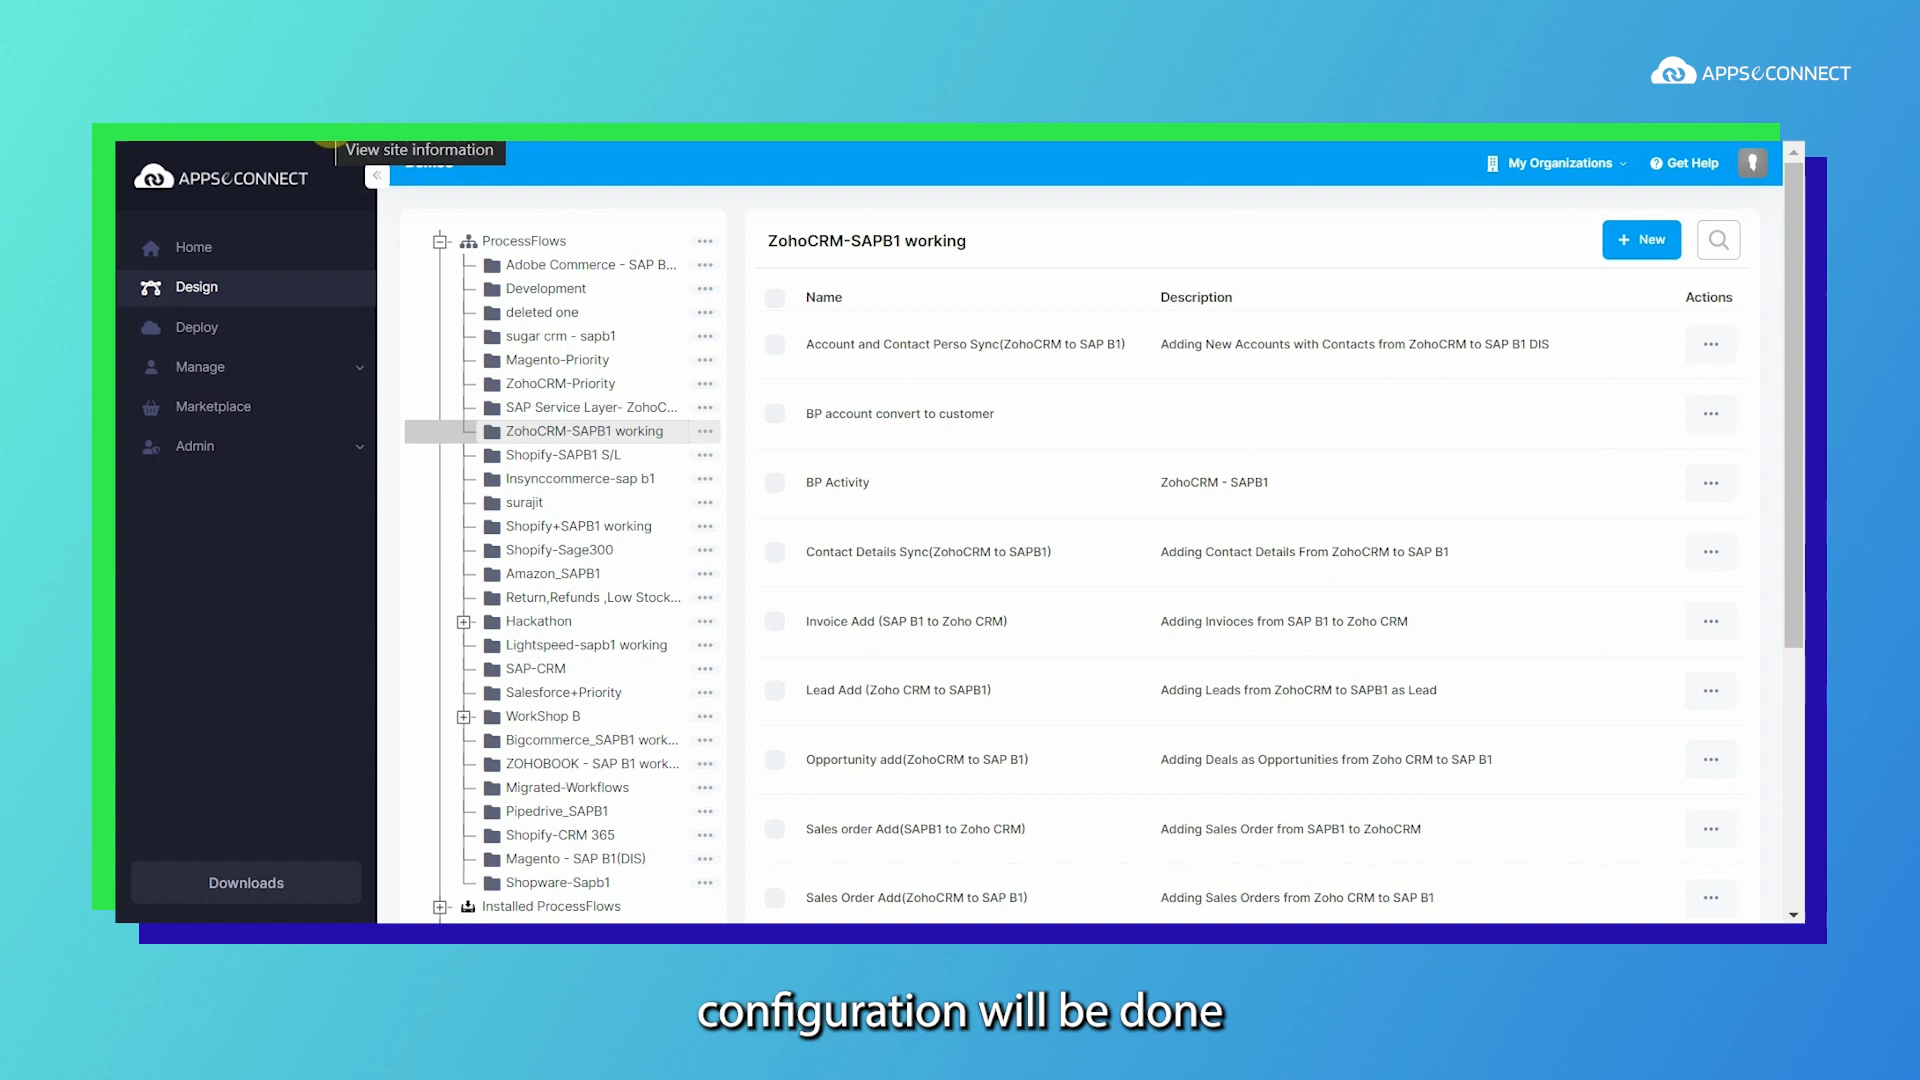 APPSeCONNECT
View site information
APPSeCONNECT
My Organizations
Get Help
Home
Design
Deploy
Manage
Marketplace
Admin
Downloads
ProcessFlows
Adobe Commerce - SAP B...
Development
deleted one
sugar crm - sapb1
Magento-Priority
ZohoCRM-Priority
SAP Service Layer- ZohoC...
ZohoCRM-SAPB1 working
Shopify-SAPB1 S/L
Insynccommerce-sap b1
surajit
Shopify+SAPB1 working
Shopify-Sage300
Amazon_SAPB1
Return,Refunds ,Low Stock...
Hackathon
Lightspeed-sapb1 working
SAP-CRM
Salesforce+Priority
WorkShop B
Bigcommerce_SAPB1 work...
ZOHOBOOK - SAP B1 work...
Migrated-Workflows
Pipedrive_SAPB1
Shopify-CRM 365
Magento - SAP B1(DIS)
Shopware-Sapb1
Installed ProcessFlows
ZohoCRM-SAPB1 working
+ New
Name Description Actions
Account and Contact Perso Sync(ZohoCRM to SAP B1) Adding New Accounts with Contacts from ZohoCRM to SAP B1 DIS
BP account convert to customer
BP Activity ZohoCRM - SAPB1
Contact Details Sync(ZohoCRM to SAPB1) Adding Contact Details From ZohoCRM to SAP B1
Invoice Add (SAP B1 to Zoho CRM) Adding Invioces from SAP B1 to Zoho CRM
Lead Add (Zoho CRM to SAPB1) Adding Leads from ZohoCRM to SAPB1 as Lead
Opportunity add(ZohoCRM to SAP B1) Adding Deals as Opportunities from Zoho CRM to SAP B1
Sales order Add(SAPB1 to Zoho CRM) Adding Sales Order from SAPB1 to ZohoCRM
Sales Order Add(ZohoCRM to SAPB1) Adding Sales Orders from Zoho CRM to SAP B1
configuration will be done